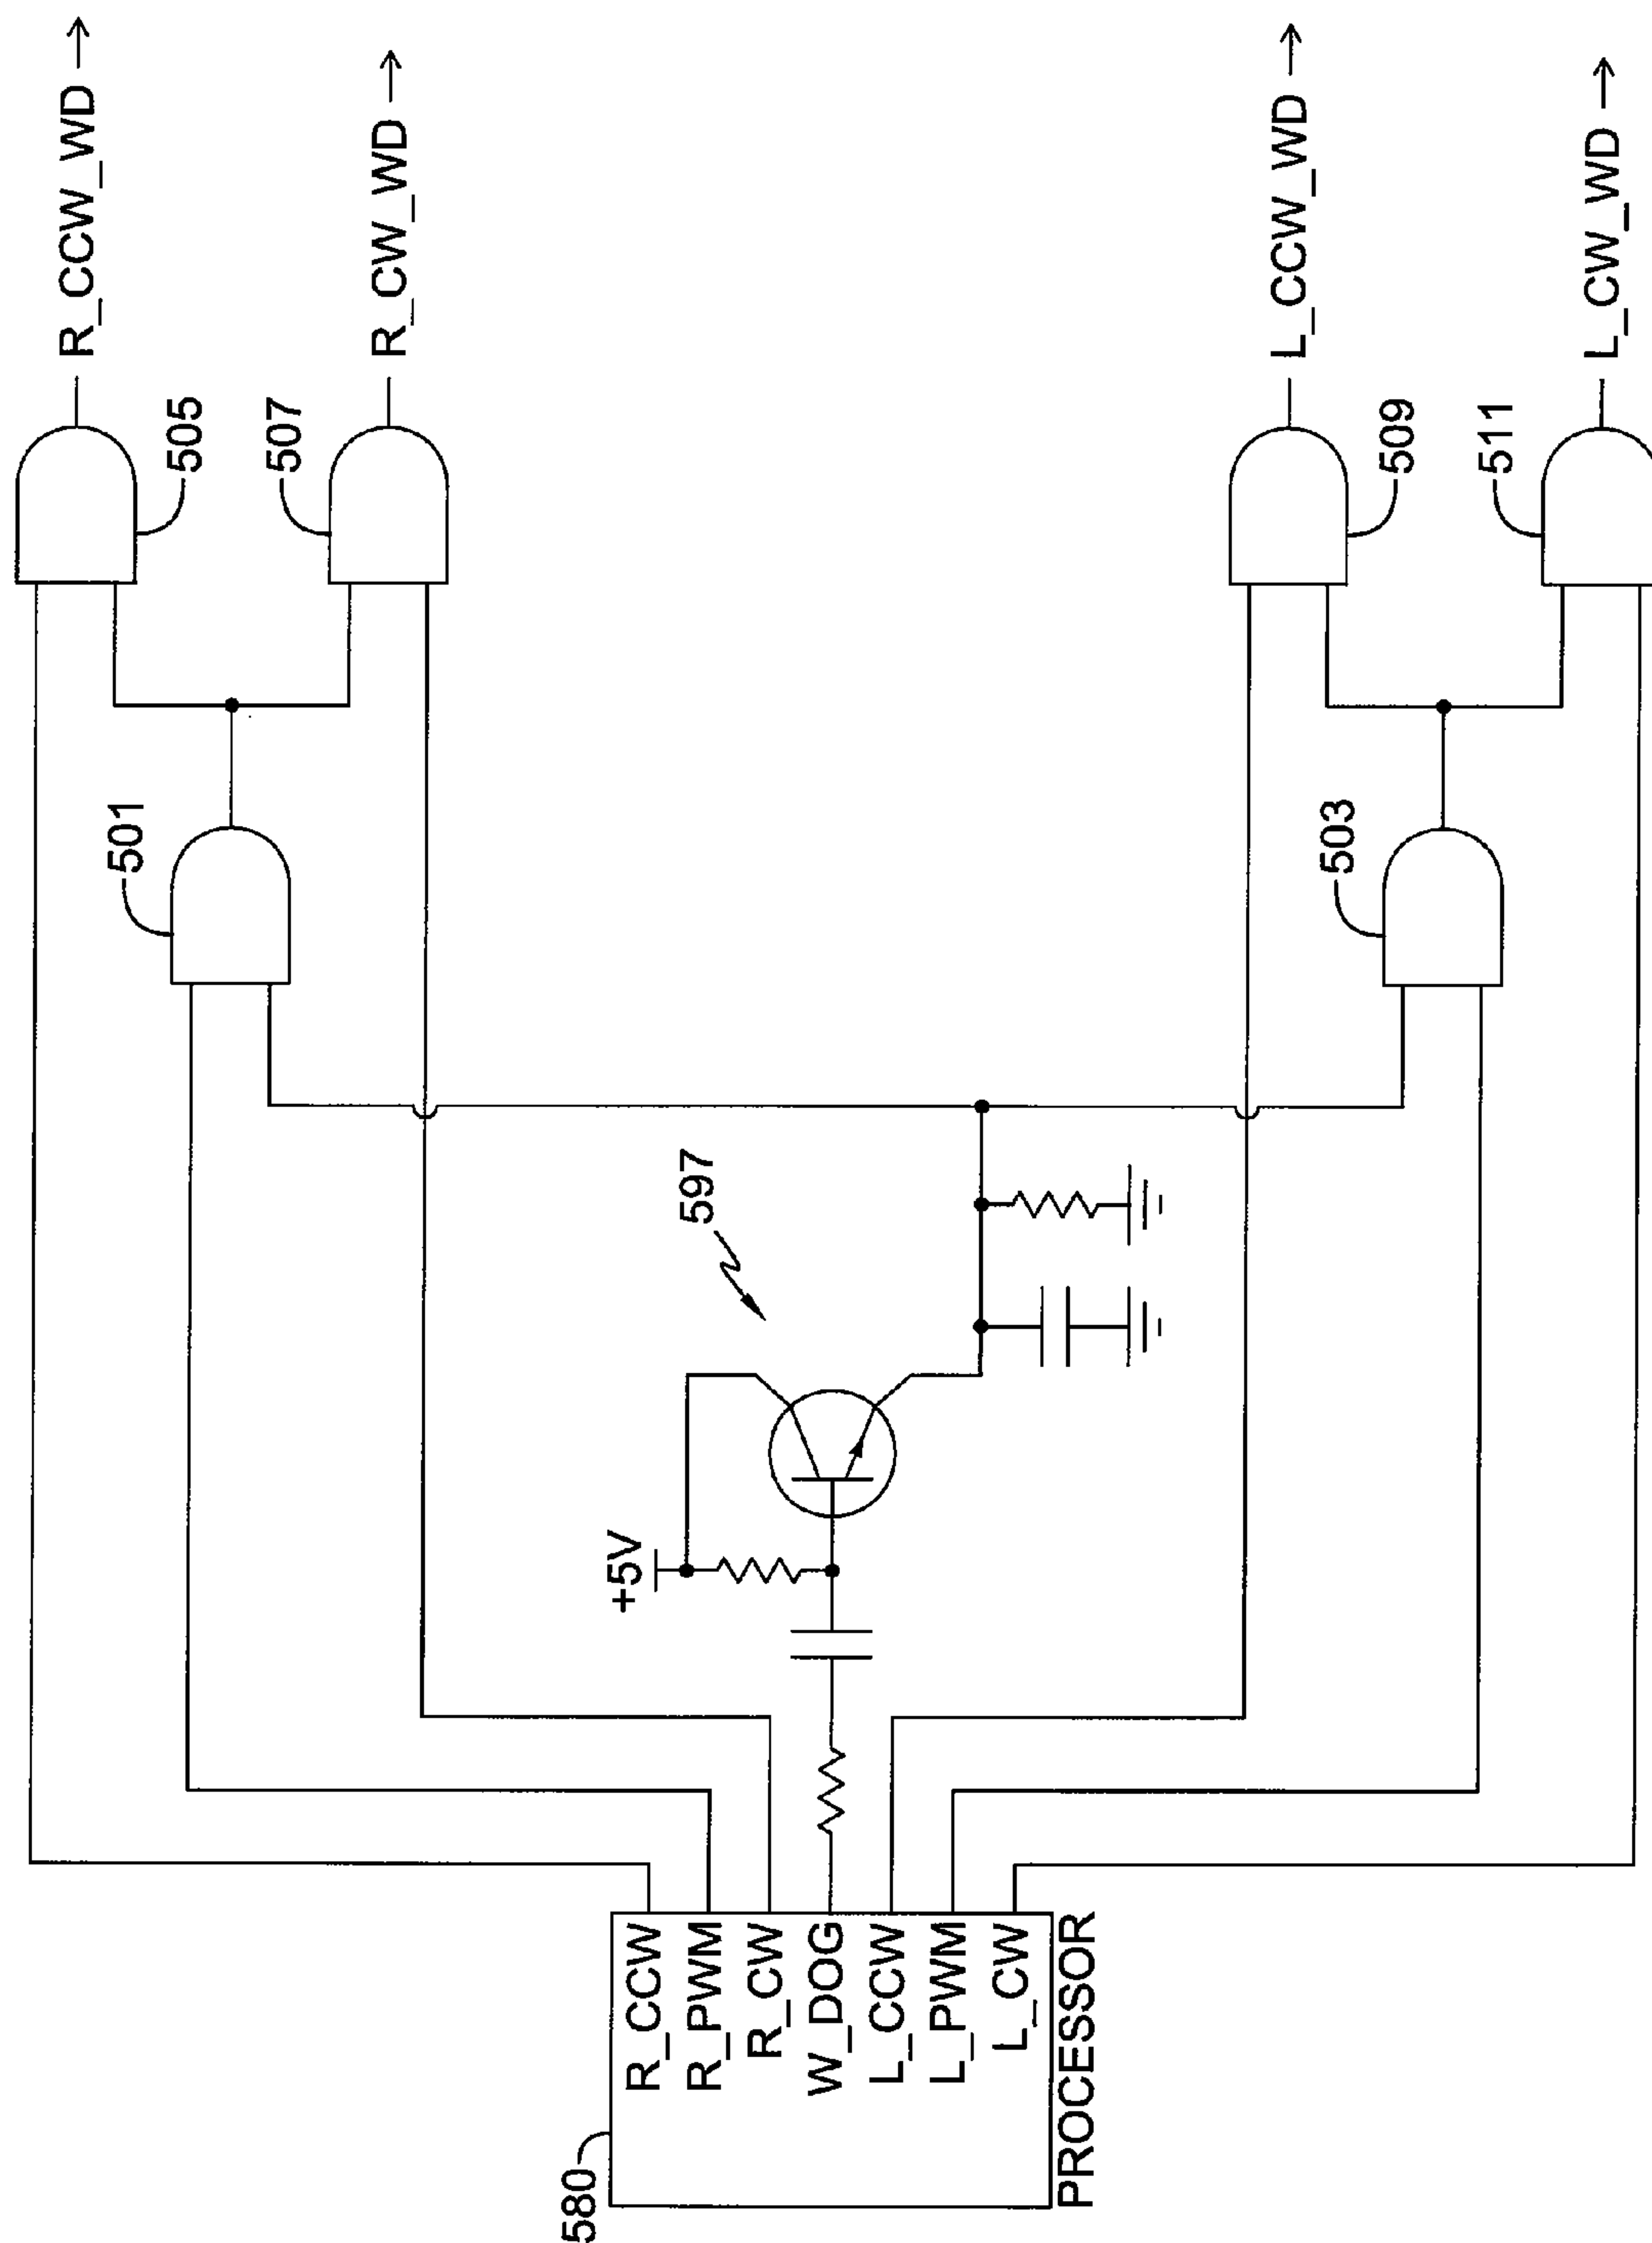 R_CCW_WD
505
R_CW_WD
507
501
597
+5V
580
R_CCW
R_PWM
R_CW
W_DOG
L_CCW
L_PWM
L_CW
PROCESSOR
L_CCW_WD
509
503
511
L_CW_WD